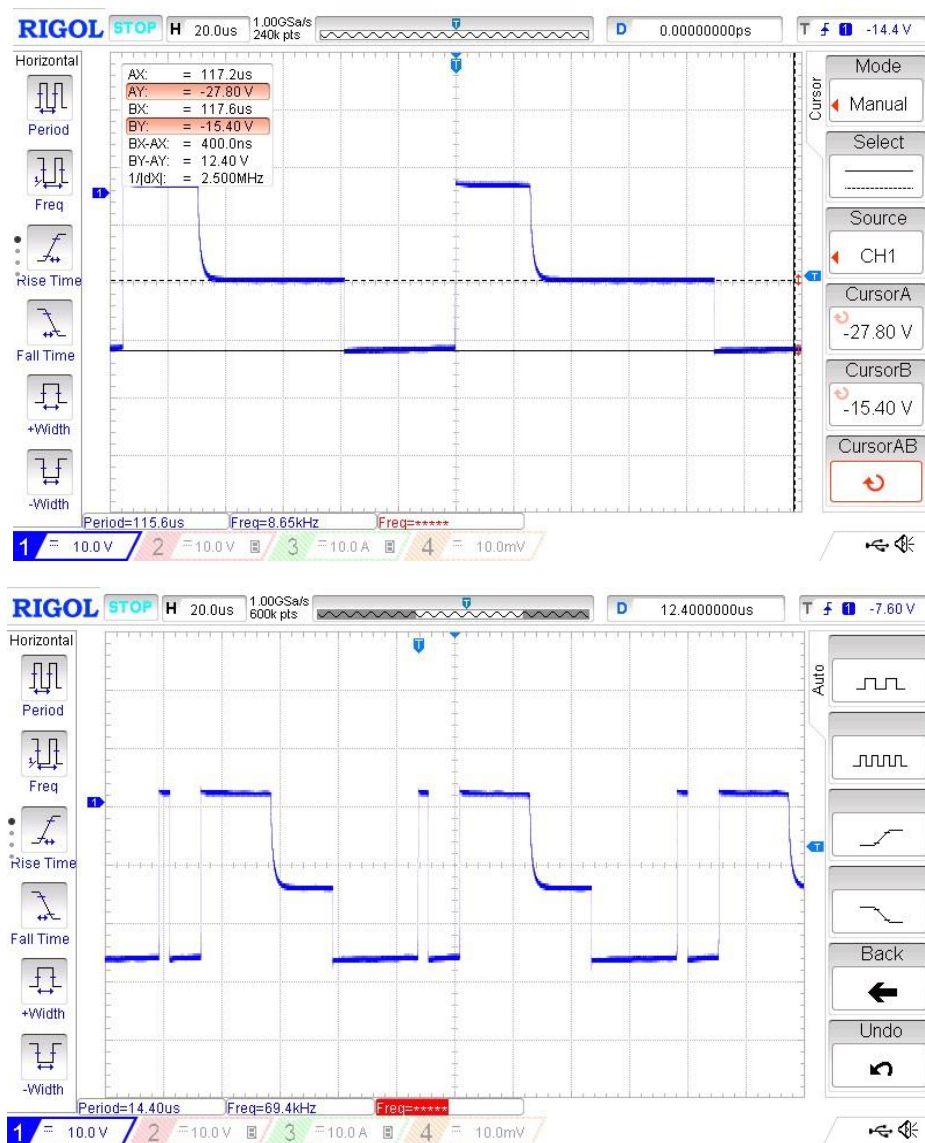 RIGOL STOP H 20.0us 1.00GSa/s 240k pts T D 0.00000000ps T 1 -14.4 V
Horizontal
Period
Freq
Rise Time
Fall Time
+Width
-Width
T
AX: = 117.2us
AY: = -27.80 V
BX: = 117.6us
BY: = -15.40 V
BX-AX: = 400.0ns
BY-AY: = 12.40 V
1/|dX|: = 2.500MHz
1
T
Cursor
Mode
Manual
Select
Source
CH1
CursorA
-27.80 V
CursorB
-15.40 V
CursorAB
Period=115.6us Freq=8.65kHz Freq=*****
1 = 10.0 V 2 = 10.0 V 3 = 10.0 A 4 = 10.0mV
RIGOL STOP H 20.0us 1.00GSa/s 600k pts T D 12.4000000us T 1 -7.60 V
Horizontal
Period
Freq
Rise Time
Fall Time
+Width
-Width
T
1
T
Auto
Back
Undo
Period=14.40us Freq=69.4kHz Freq=*****
1 = 10.0 V 2 = 10.0 V 3 = 10.0 A 4 = 10.0mV